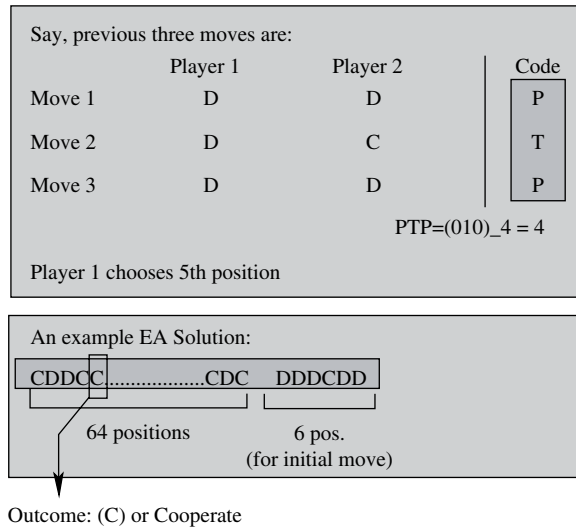 Say, previous three moves are:
Player 1 Player 2 Code
Move 1 D D P
Move 2 D C T
Move 3 D D P
PTP=(010)_4 = 4
Player 1 chooses 5th position
An example EA Solution:
CDDCC...................CDC DDDCDD
64 positions 6 pos.
(for initial move)
Outcome: (C) or Cooperate